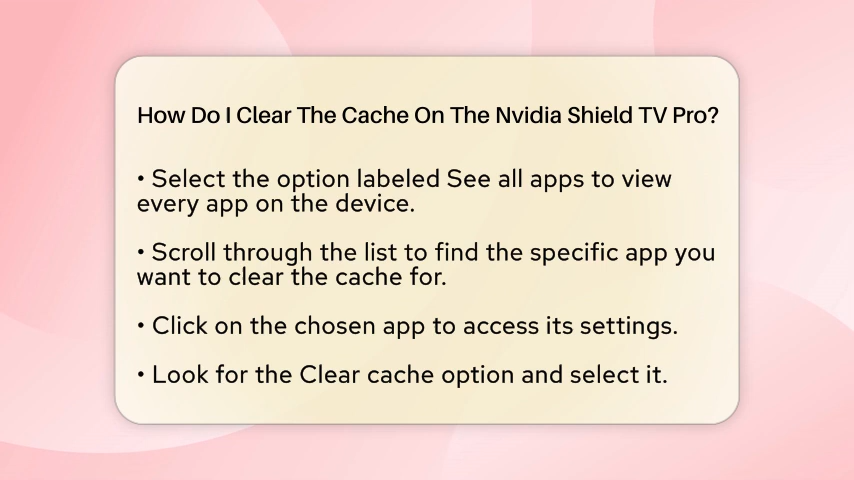 How Do I Clear The Cache On The Nvidia Shield TV Pro?
• Select the option labeled See all apps to view
every app on the device.
• Scroll through the list to find the specific app you
want to clear the cache for.
• Click on the chosen app to access its settings.
• Look for the Clear cache option and select it.